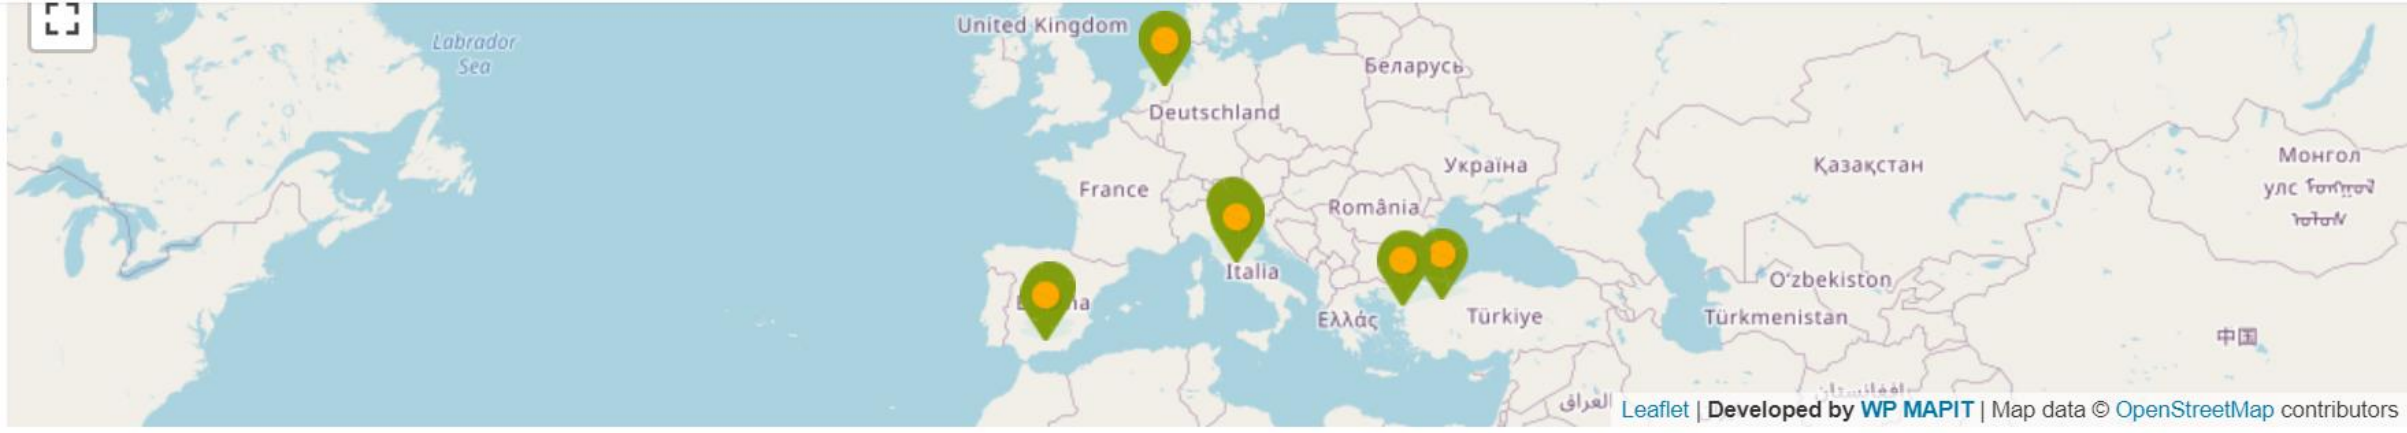 United Kingdom
Labrador
Sea
Беларусь
Deutschland
Україна
Қазақстан
Монгол
улс
France
România
Italia
O'zbekiston
Türkiye
Türkmenistan
Ελλάς
中国
العراق
Leaflet | Developed by WP MAPIT | Map data © OpenStreetMap contributors